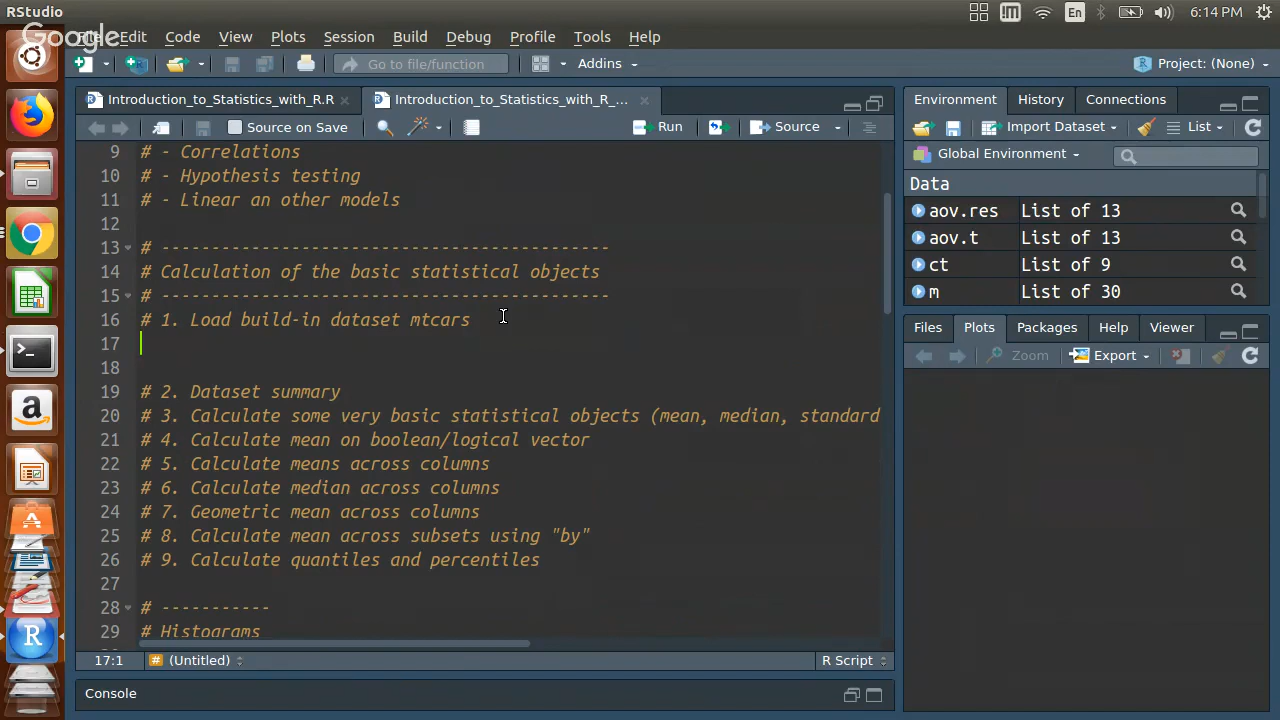 RStudio
En
6:14 PM
Google
Edit Code View Plots Session Build Debug Profile Tools Help
Go to file/function
Addins
Project: (None)
Introduction_to_Statistics_with_R.R
Introduction_to_Statistics_with_R_...
Source on Save
Run
Source
9 # - Correlations
10 # - Hypothesis testing
11 # - Linear an other models
12
13 # ---------------------------------------------
14 # Calculation of the basic statistical objects
15 # ---------------------------------------------
16 # 1. Load build-in dataset mtcars
17
18
19 # 2. Dataset summary
20 # 3. Calculate some very basic statistical objects (mean, median, standard
21 # 4. Calculate mean on boolean/logical vector
22 # 5. Calculate means across columns
23 # 6. Calculate median across columns
24 # 7. Geometric mean across columns
25 # 8. Calculate mean across subsets using "by"
26 # 9. Calculate quantiles and percentiles
27
28 # -----------
29 # Histograms
17:1
# (Untitled)
R Script
Console
Environment History Connections
Import Dataset
List
Global Environment
Data
aov.res List of 13
aov.t List of 13
ct List of 9
m List of 30
Files Plots Packages Help Viewer
Zoom
Export